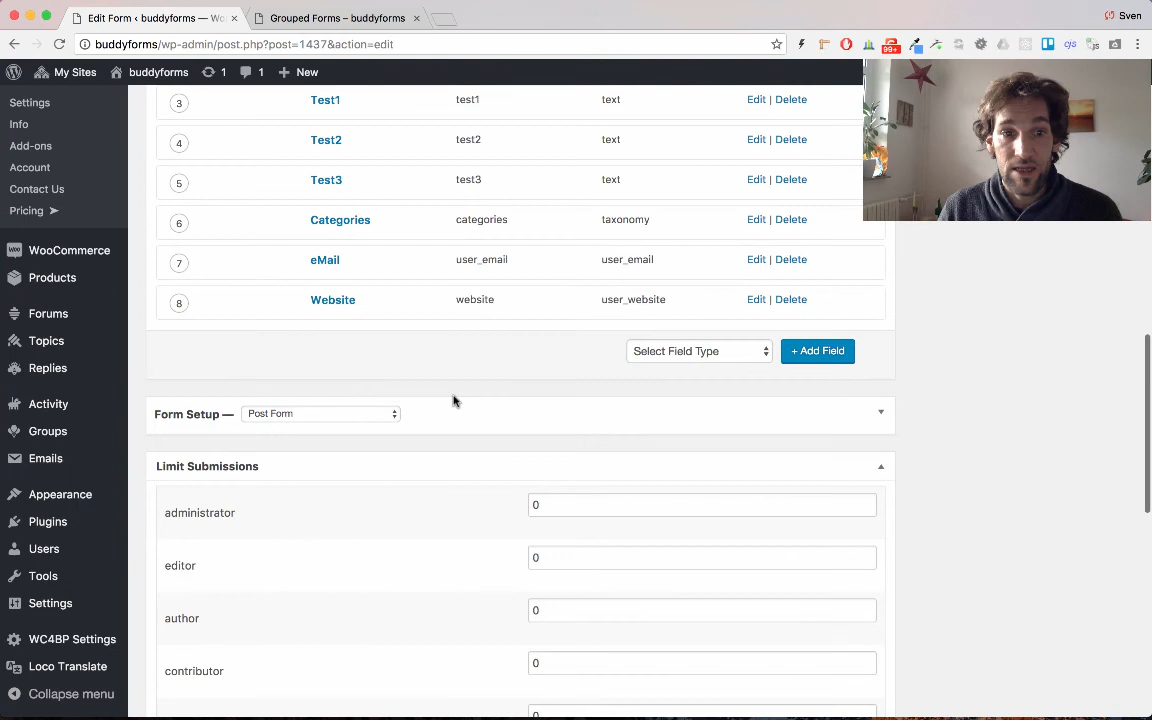 Edit Form ‹ buddyforms — Wo
Grouped Forms – buddyforms
Sven
buddyforms/wp-admin/post.php?post=1437&action=edit
99+
cjs
My Sites
buddyforms
1
1
New
Settings
Info
Add-ons
Account
Contact Us
Pricing ➤
WooCommerce
Products
Forums
Topics
Replies
Activity
Groups
Emails
Appearance
Plugins
Users
Tools
Settings
WC4BP Settings
Loco Translate
Collapse menu
3 Test1 test1 text Edit | Delete
4 Test2 test2 text Edit | Delete
5 Test3 test3 text Edit | Delete
6 Categories categories taxonomy Edit | Delete
7 eMail user_email user_email Edit | Delete
8 Website website user_website Edit | Delete
Select Field Type + Add Field
Form Setup — Post Form
Limit Submissions
administrator 0
editor 0
author 0
contributor 0
0